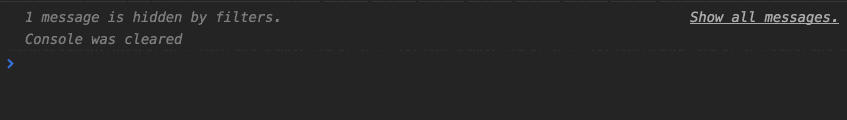 1 message is hidden by filters. Show all messages.
Console was cleared